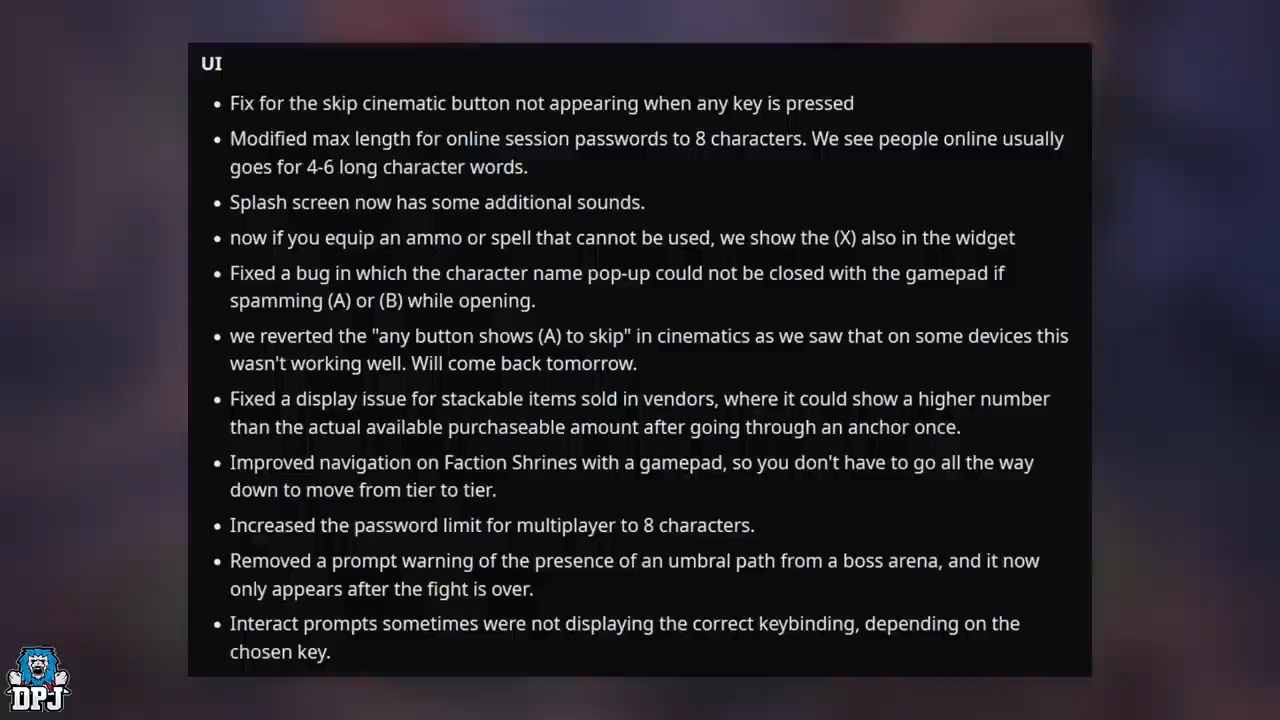 UI
• Fix for the skip cinematic button not appearing when any key is pressed
• Modified max length for online session passwords to 8 characters. We see people online usually
goes for 4-6 long character words.
• Splash screen now has some additional sounds.
• now if you equip an ammo or spell that cannot be used, we show the (X) also in the widget
• Fixed a bug in which the character name pop-up could not be closed with the gamepad if
spamming (A) or (B) while opening.
• we reverted the "any button shows (A) to skip" in cinematics as we saw that on some devices this
wasn't working well. Will come back tomorrow.
• Fixed a display issue for stackable items sold in vendors, where it could show a higher number
than the actual available purchaseable amount after going through an anchor once.
• Improved navigation on Faction Shrines with a gamepad, so you don't have to go all the way
down to move from tier to tier.
• Increased the password limit for multiplayer to 8 characters.
• Removed a prompt warning of the presence of an umbral path from a boss arena, and it now
only appears after the fight is over.
• Interact prompts sometimes were not displaying the correct keybinding, depending on the
chosen key.
DPJ